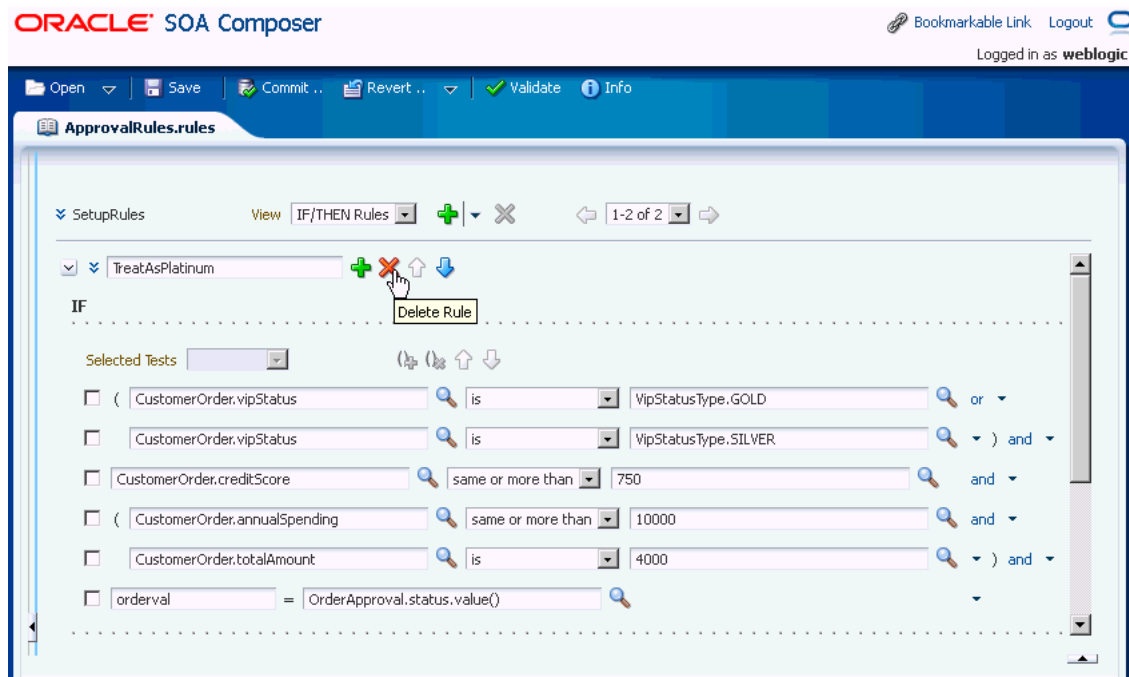 ORACLE SOA Composer
Bookmarkable Link Logout
Logged in as weblogic
Open Save Commit .. Revert .. Validate Info
ApprovalRules.rules
SetupRules View IF/THEN Rules 1-2 of 2
TreatAsPlatinum
Delete Rule
IF
Selected Tests
( CustomerOrder.vipStatus is VipStatusType.GOLD or
CustomerOrder.vipStatus is VipStatusType.SILVER ) and
CustomerOrder.creditScore same or more than 750 and
( CustomerOrder.annualSpending same or more than 10000 and
CustomerOrder.totalAmount is 4000 ) and
orderval = OrderApproval.status.value()